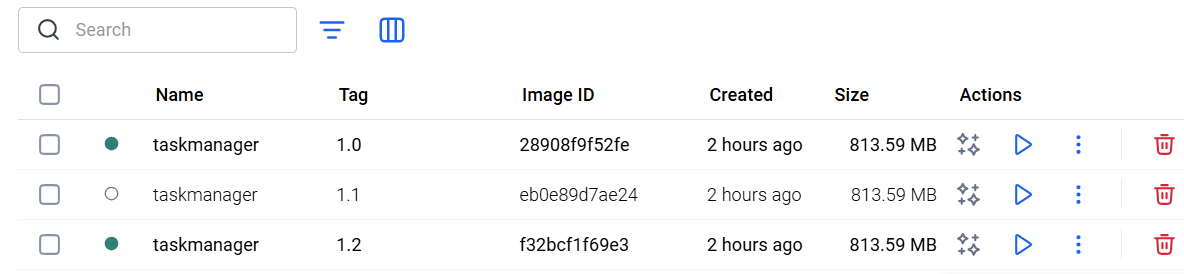 Search
Name Tag Image ID Created Size Actions
taskmanager 1.0 28908f9f52fe 2 hours ago 813.59 MB
taskmanager 1.1 eb0e89d7ae24 2 hours ago 813.59 MB
taskmanager 1.2 f32bcf1f69e3 2 hours ago 813.59 MB